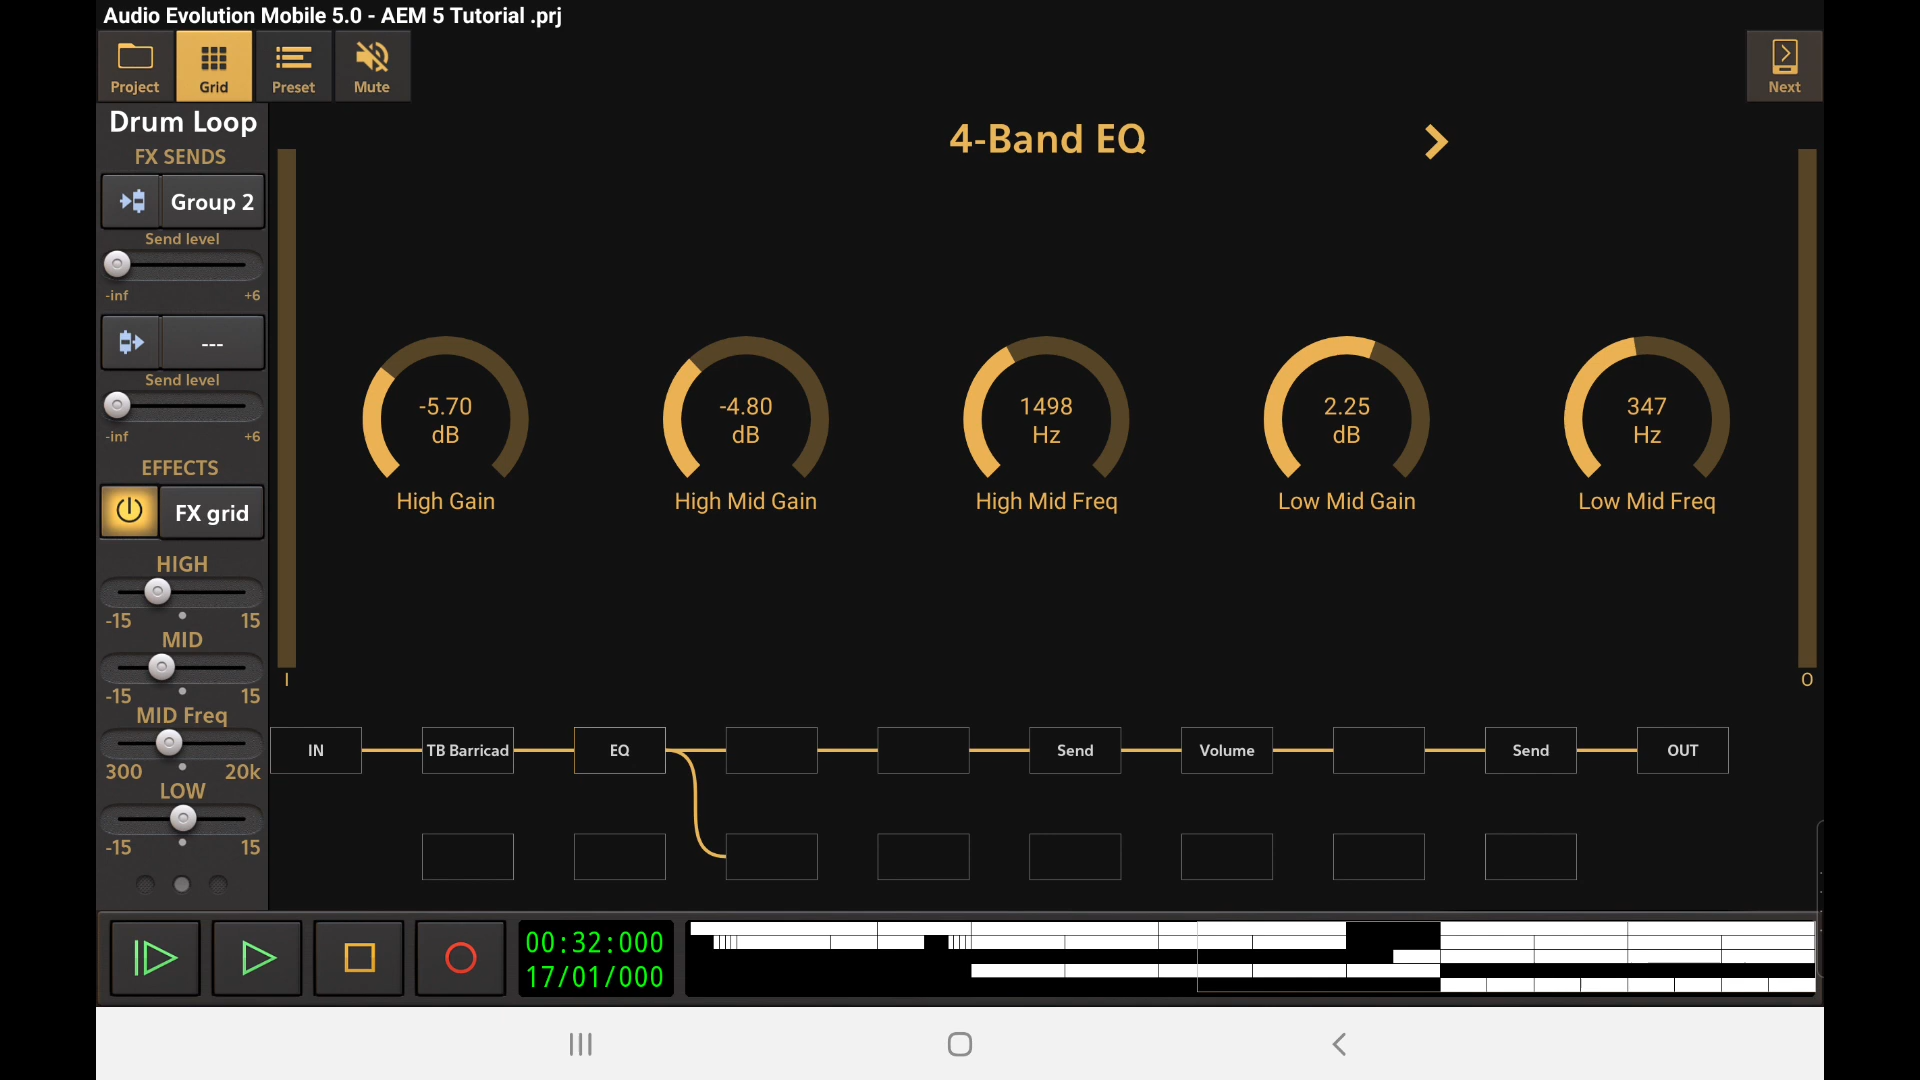 Audio Evolution Mobile 5.0 - AEM 5 Tutorial .prj
Project
Grid
Preset
Mute
Next
Drum Loop
FX SENDS
Group 2
Send level
-inf +6
---
Send level
-inf +6
EFFECTS
FX grid
HIGH
-15 15
MID
-15 15
MID Freq
300 20k
LOW
-15 15
4-Band EQ
-5.70
dB
High Gain
-4.80
dB
High Mid Gain
1498
Hz
High Mid Freq
2.25
dB
Low Mid Gain
347
Hz
Low Mid Freq
I
O
IN
TB Barricad
EQ
Send
Volume
Send
OUT
00:32:000
17/01/000